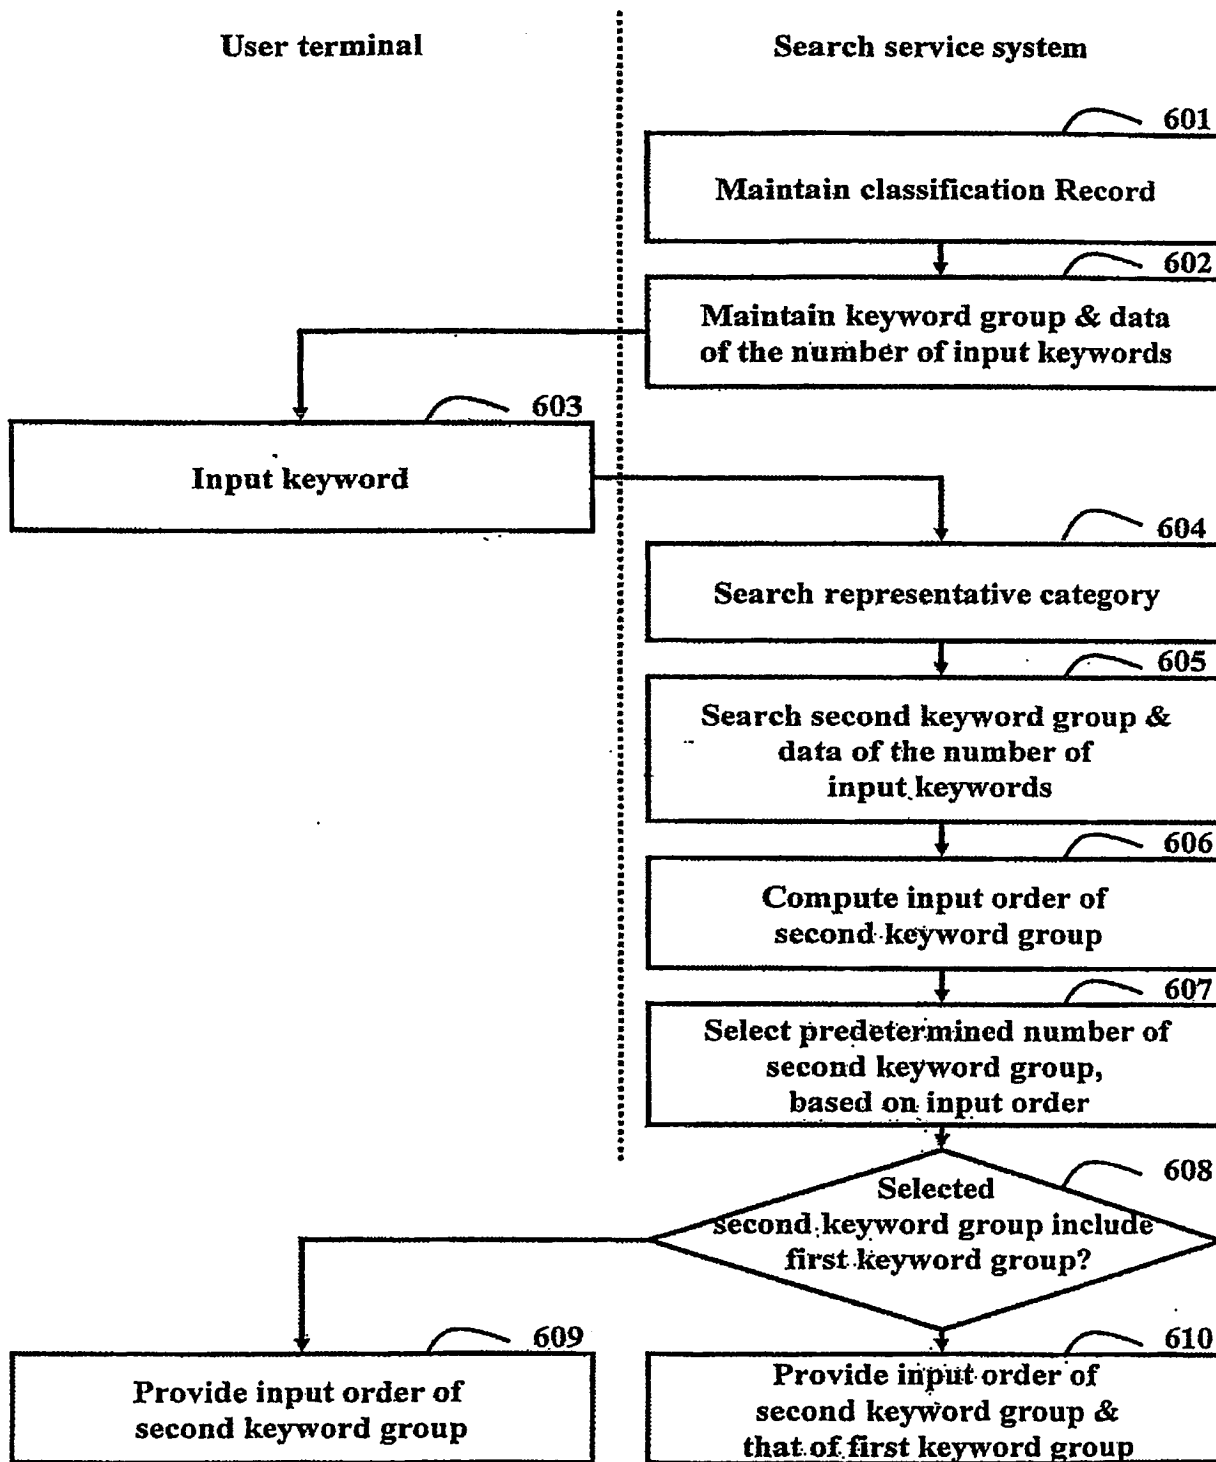 User terminal
Search service system
601
Maintain classification Record
602
Maintain keyword group & data
of the number of input keywords
603
Input keyword
604
Search representative category
605
Search second keyword group &
data of the number of
input keywords
606
Compute input order of
second keyword group
607
Select predetermined number of
second keyword group,
based on input order
608
Selected
second keyword group include
first keyword group?
609
Provide input order of
second keyword group
610
Provide input order of
second keyword group &
that of first keyword group